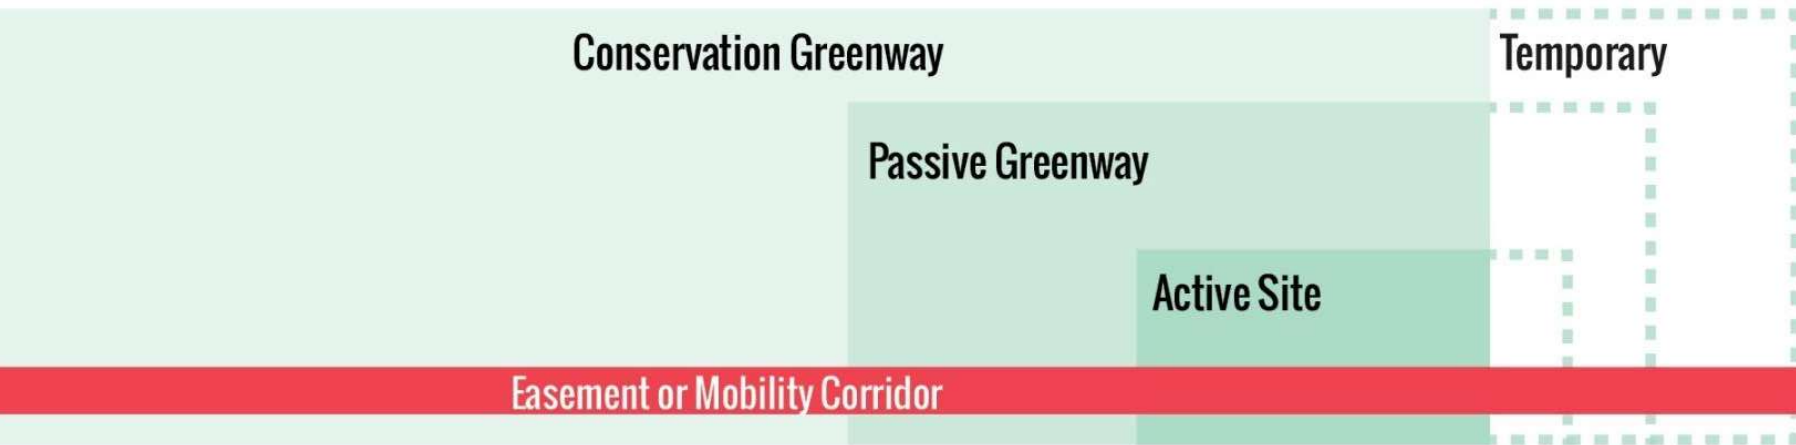 Conservation Greenway
Temporary
Passive Greenway
Active Site
Easement or Mobility Corridor